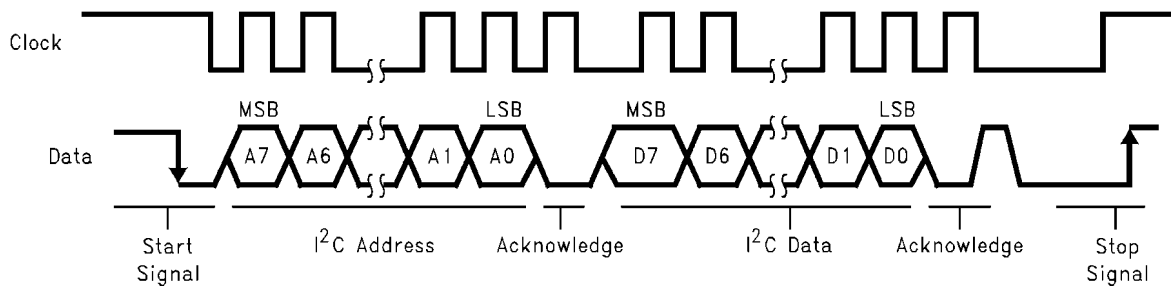 Clock
MSB LSB MSB LSB
Data A7 A6 A1 A0 D7 D6 D1 D0
Start Signal
I²C Address
Acknowledge
I²C Data
Acknowledge
Stop Signal